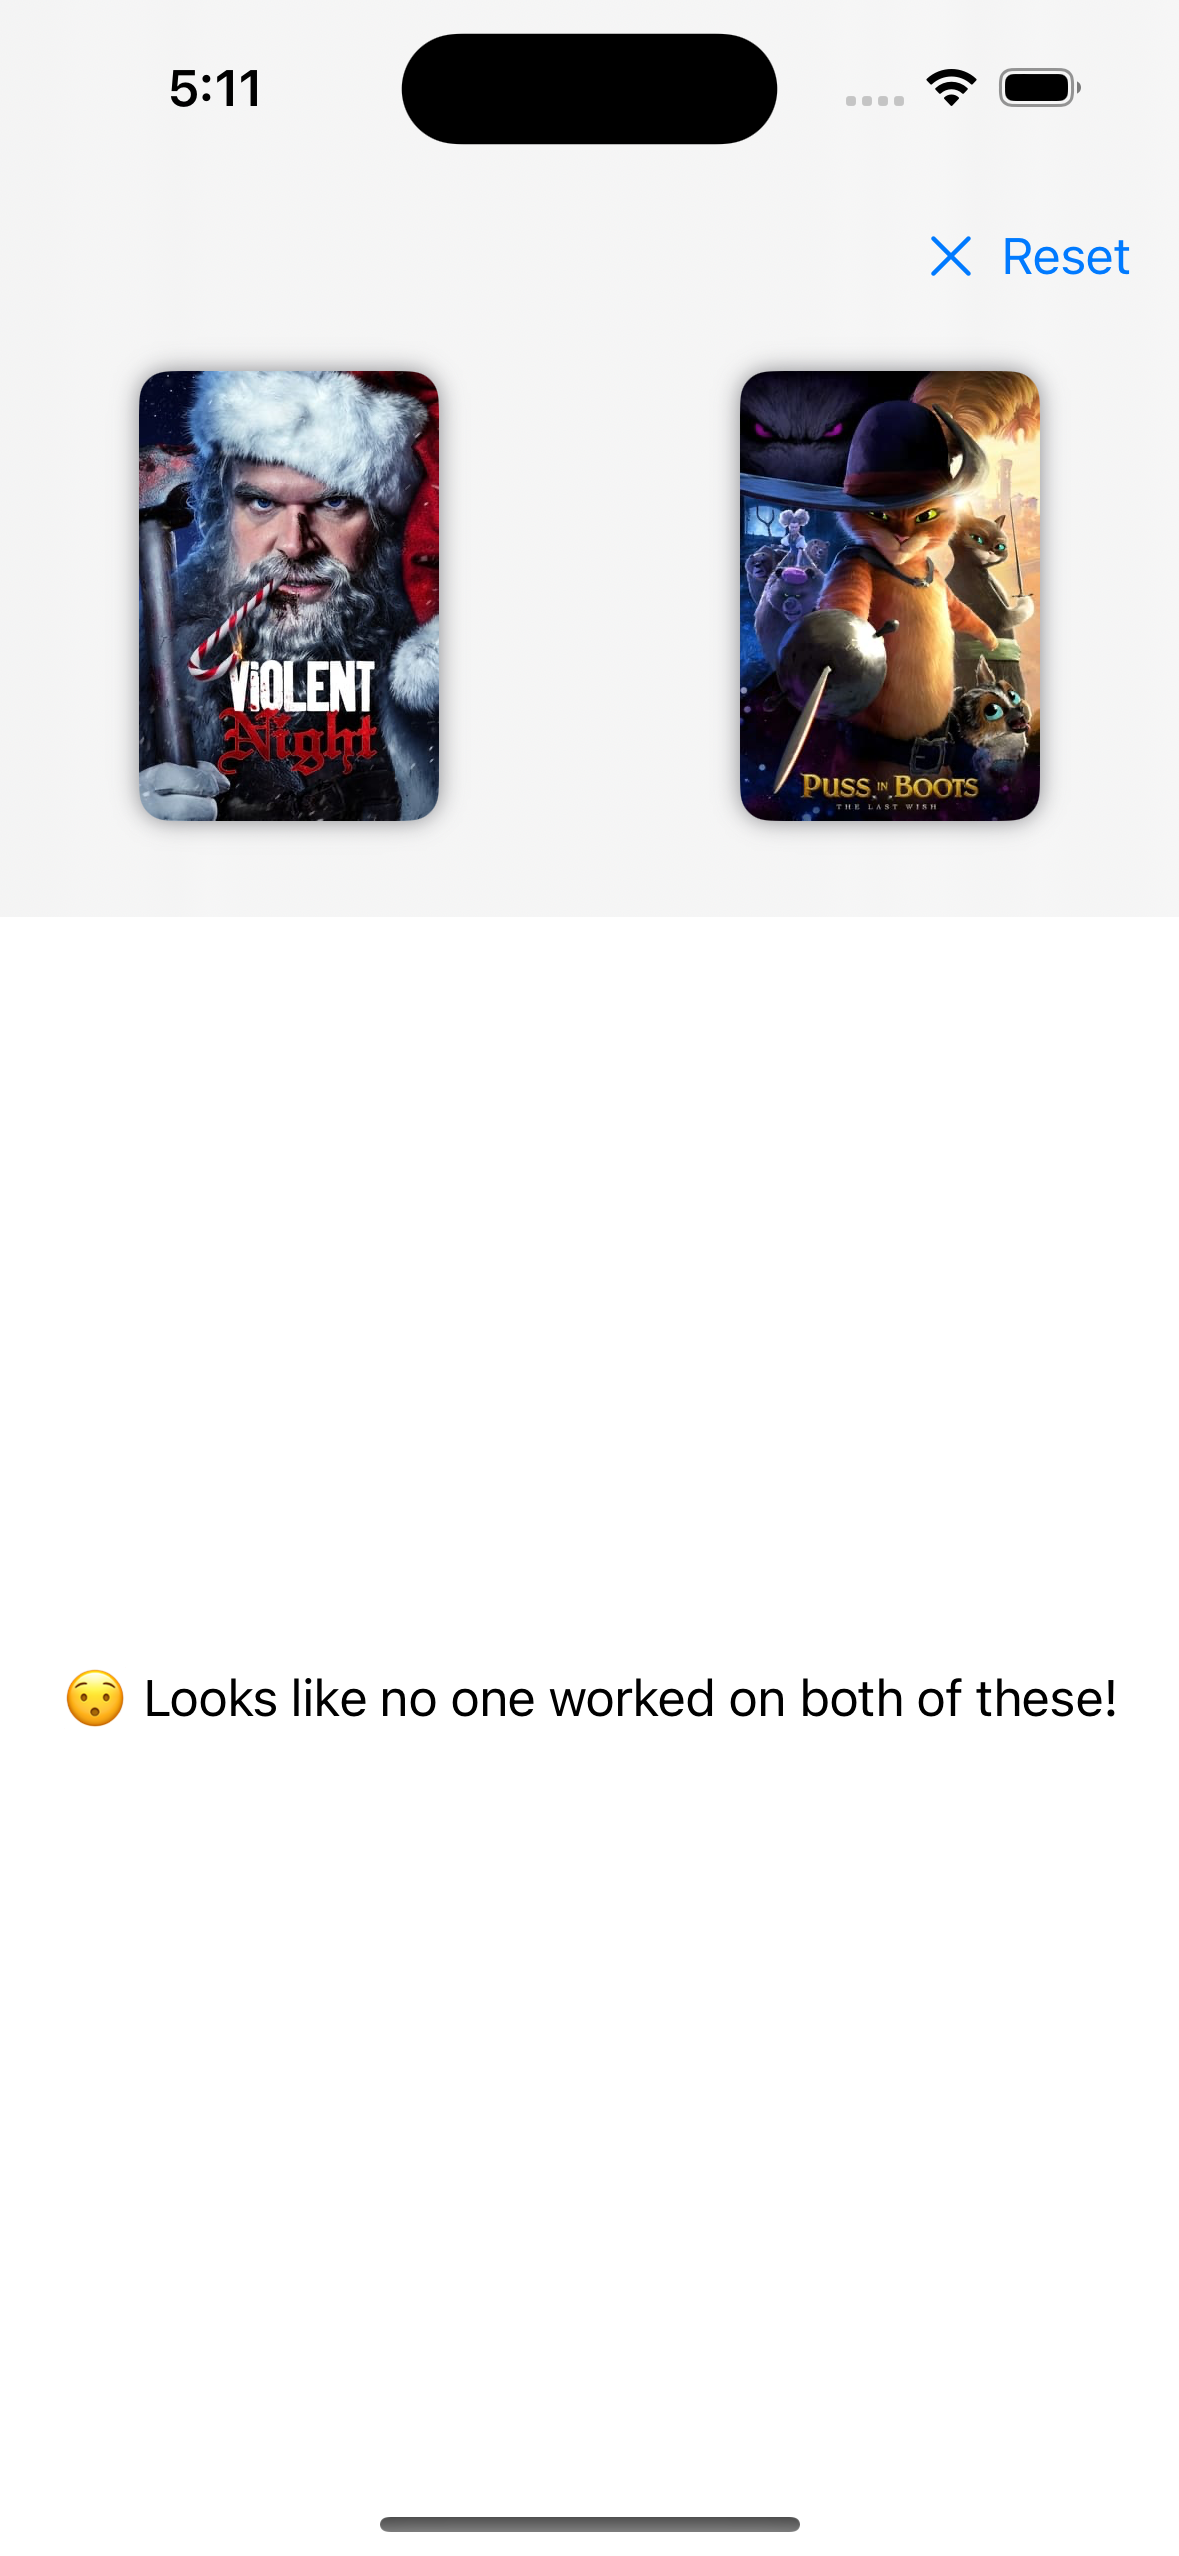 5:11
Reset
ViOLENT
Night
PUSS IN BOOTS
THE LAST WISH
😯 Looks like no one worked on both of these!